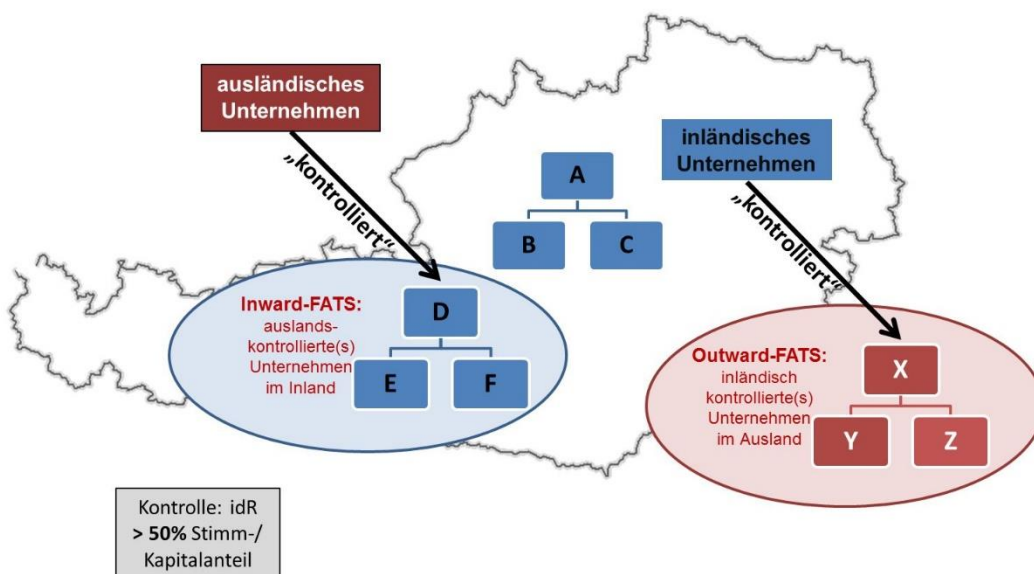 ausländisches
Unternehmen
„kontrolliert“
inländisches
Unternehmen
„kontrolliert“
A
B
C
Inward-FATS:
auslands-
kontrollierte(s)
Unternehmen
im Inland
D
E
F
Outward-FATS:
inländisch
kontrollierte(s)
Unternehmen
im Ausland
X
Y
Z
Kontrolle: idR
> 50% Stimm-/
Kapitalanteil